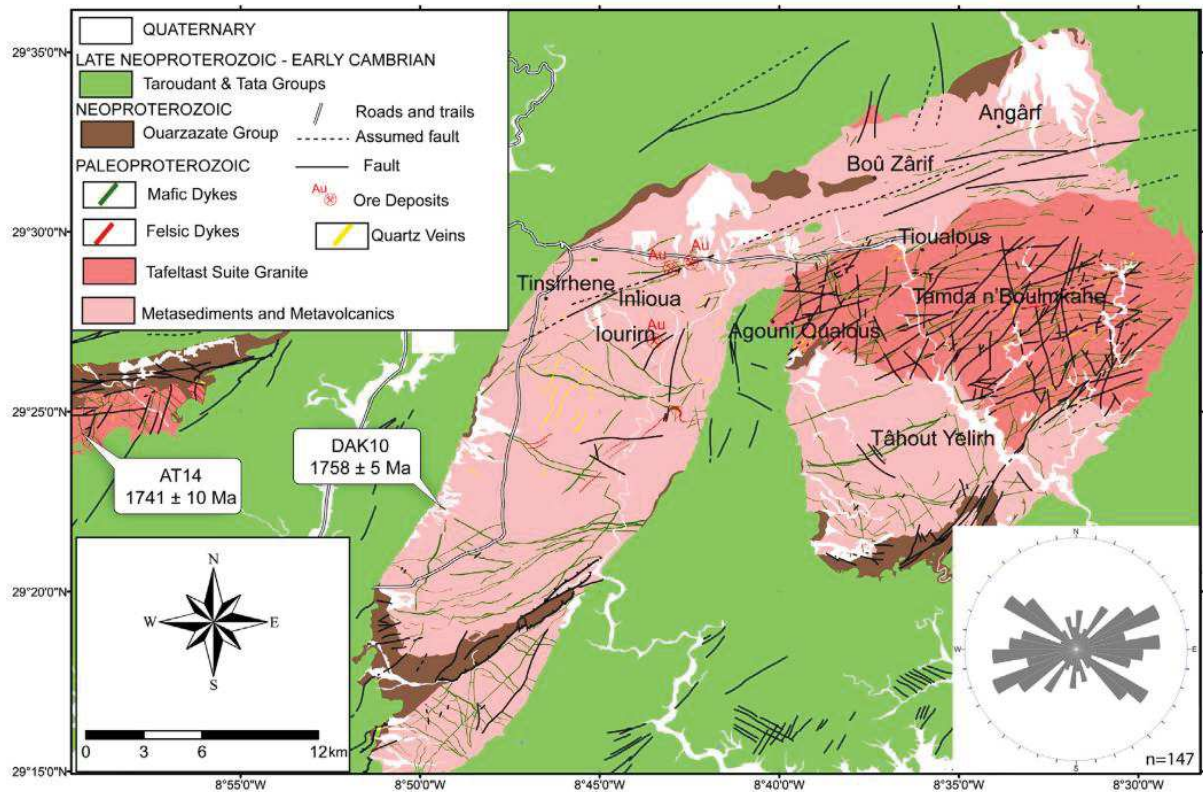 QUATERNARY
LATE NEOPROTEROZOIC - EARLY CAMBRIAN
Taroudant & Tata Groups
NEOPROTEROZOIC
Ouarzazate Group
PALEOPROTEROZOIC
Mafic Dykes
Felsic Dykes
Tafeltast Suite Granite
Metasediments and Metavolcanics
Roads and trails
Assumed fault
Fault
Au
Ore Deposits
Quartz Veins
29°35'0"N
29°30'0"N
29°25'0"N
29°20'0"N
29°15'0"N
Angârf
Boû Zârif
Tioualous
Au
Au
Tinsirhene
Inlioua
Tamda n'Boulmkahe
Iourirn
Au
Agouni Oualous
Tâhout Yelirh
DAK10
1758 ± 5 Ma
AT14
1741 ± 10 Ma
N
W
E
S
0 3 6 12km
N
W
E
S
n=147
8°55'0"W 8°50'0"W 8°45'0"W 8°40'0"W 8°35'0"W 8°30'0"W